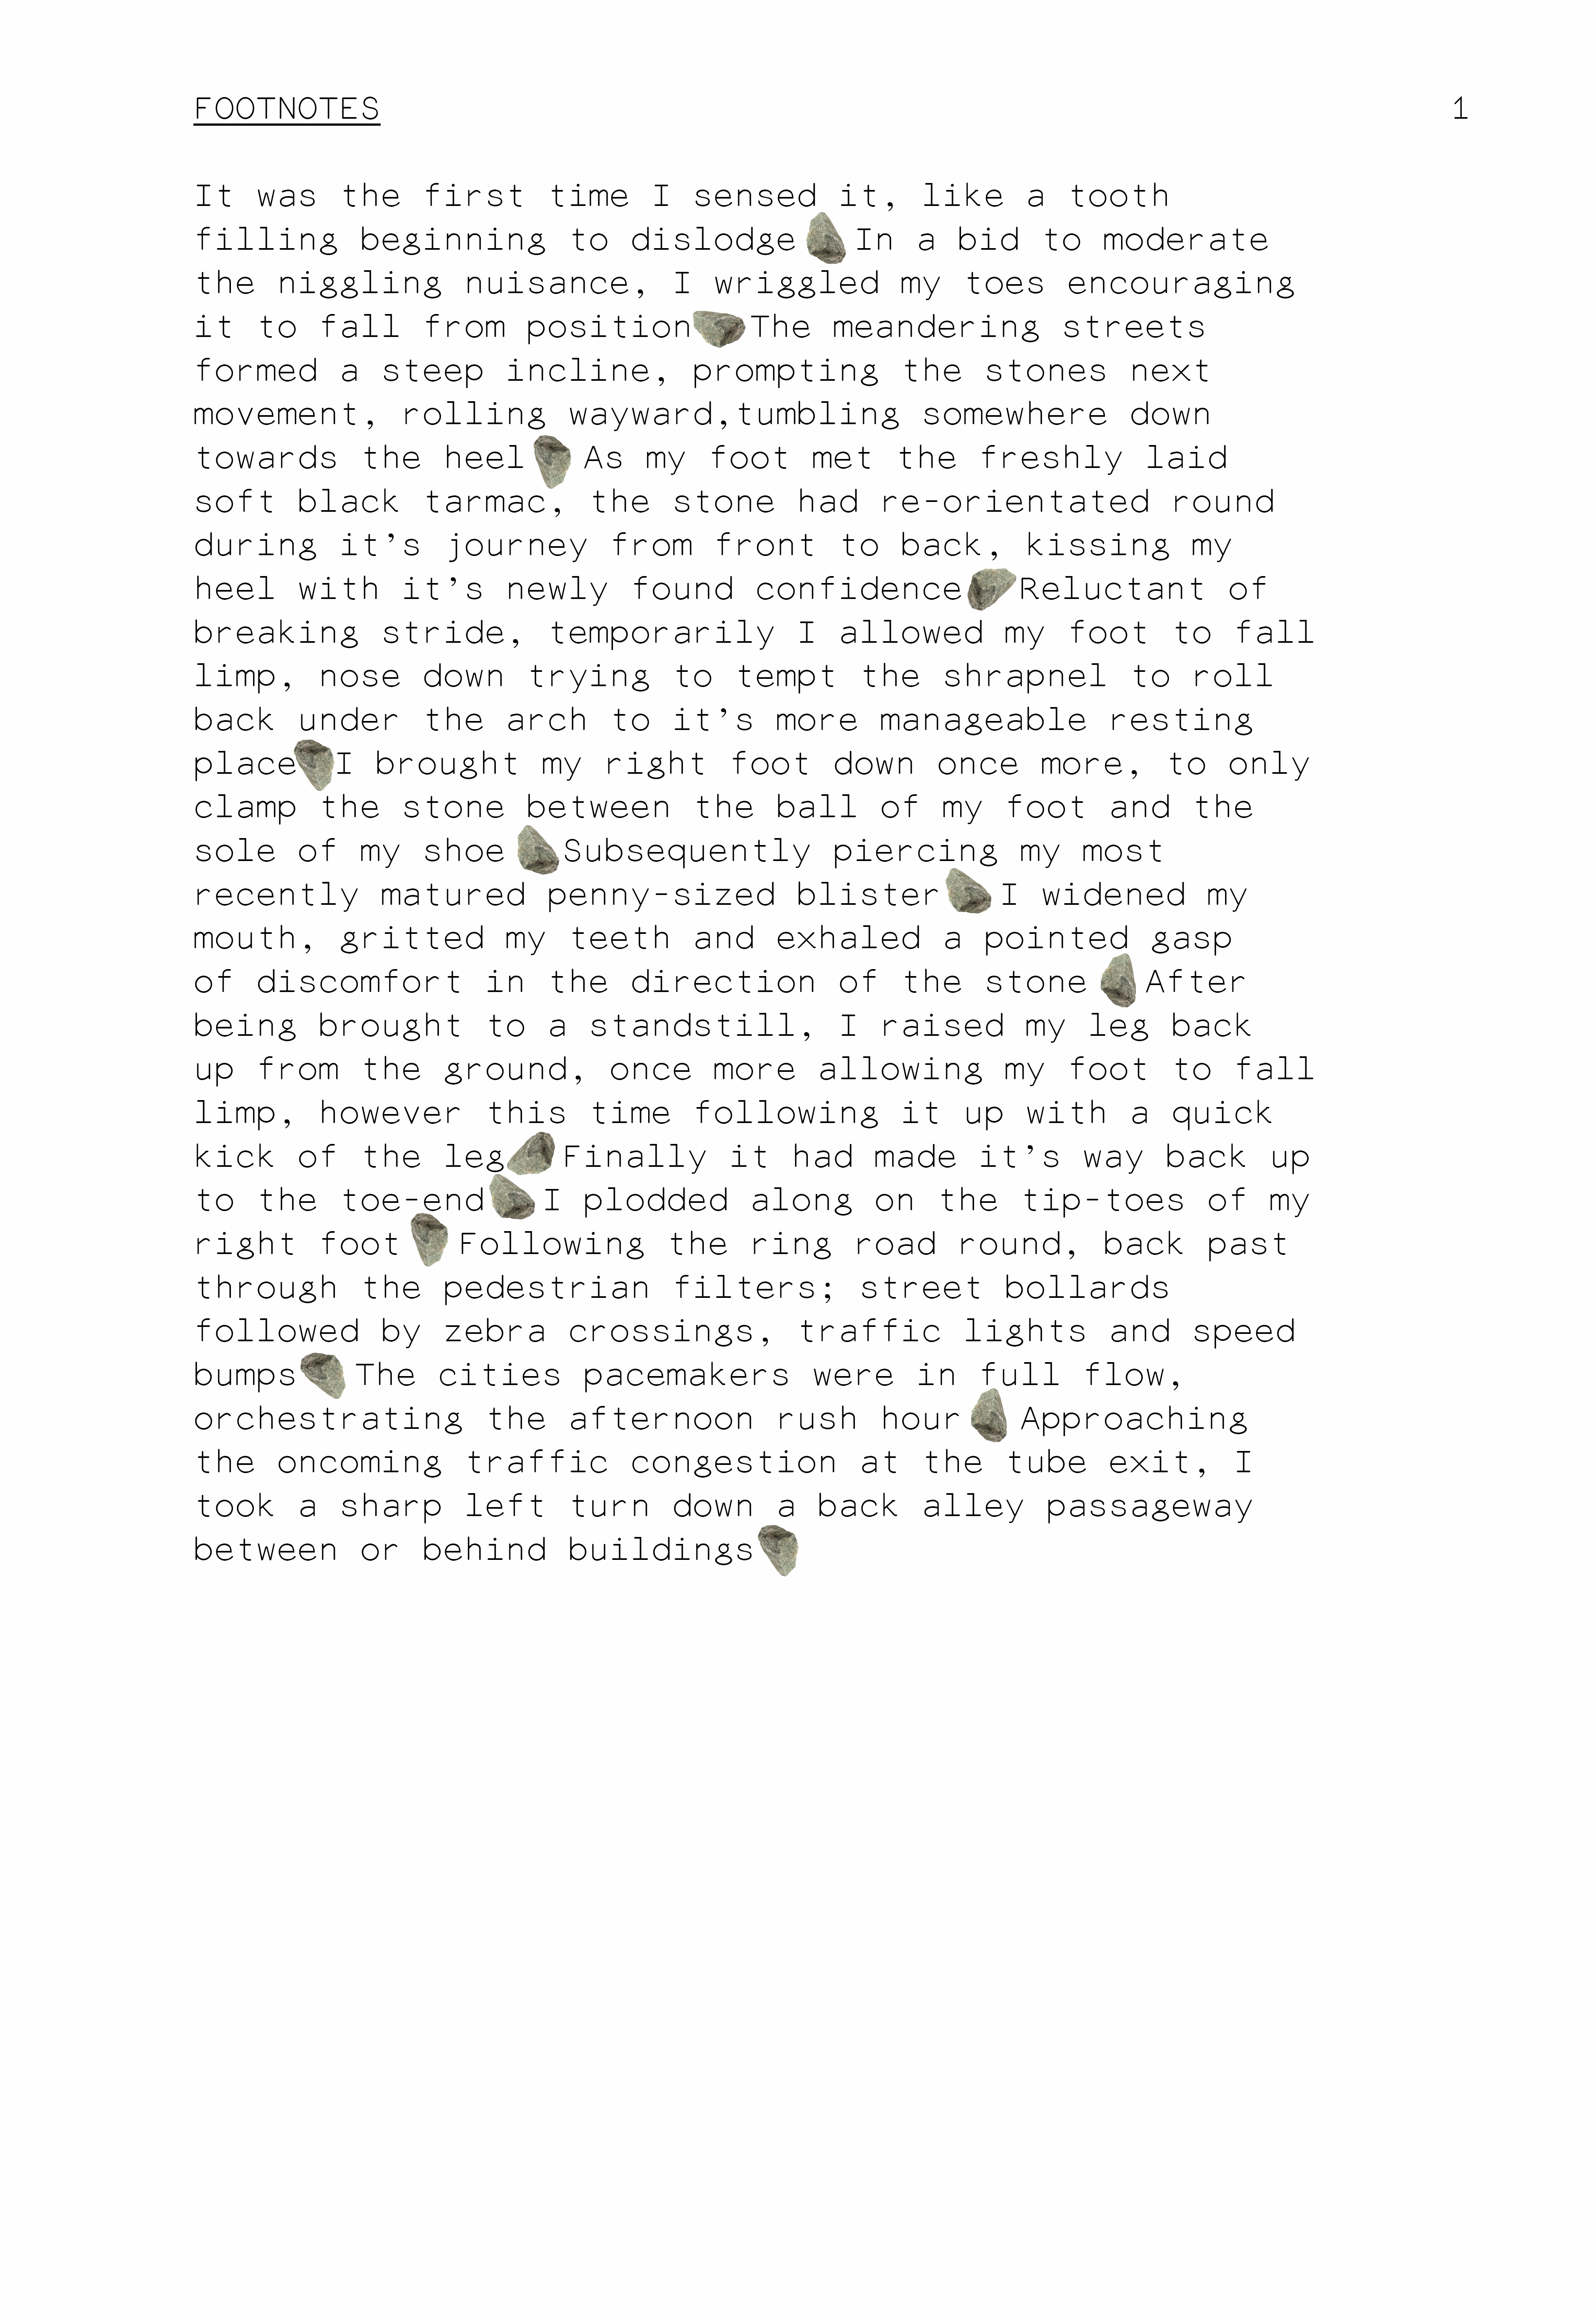 FOOTNOTES 1
It was the first time I sensed it, like a tooth
filling beginning to dislodge In a bid to moderate
the niggling nuisance, I wriggled my toes encouraging
it to fall from position The meandering streets
formed a steep incline, prompting the stones next
movement, rolling wayward,tumbling somewhere down
towards the heel As my foot met the freshly laid
soft black tarmac, the stone had re-orientated round
during it’s journey from front to back, kissing my
heel with it’s newly found confidence Reluctant of
breaking stride, temporarily I allowed my foot to fall
limp, nose down trying to tempt the shrapnel to roll
back under the arch to it’s more manageable resting
place I brought my right foot down once more, to only
clamp the stone between the ball of my foot and the
sole of my shoe Subsequently piercing my most
recently matured penny-sized blister I widened my
mouth, gritted my teeth and exhaled a pointed gasp
of discomfort in the direction of the stone After
being brought to a standstill, I raised my leg back
up from the ground, once more allowing my foot to fall
limp, however this time following it up with a quick
kick of the leg Finally it had made it’s way back up
to the toe-end I plodded along on the tip-toes of my
right foot Following the ring road round, back past
through the pedestrian filters; street bollards
followed by zebra crossings, traffic lights and speed
bumps The cities pacemakers were in full flow,
orchestrating the afternoon rush hour Approaching
the oncoming traffic congestion at the tube exit, I
took a sharp left turn down a back alley passageway
between or behind buildings